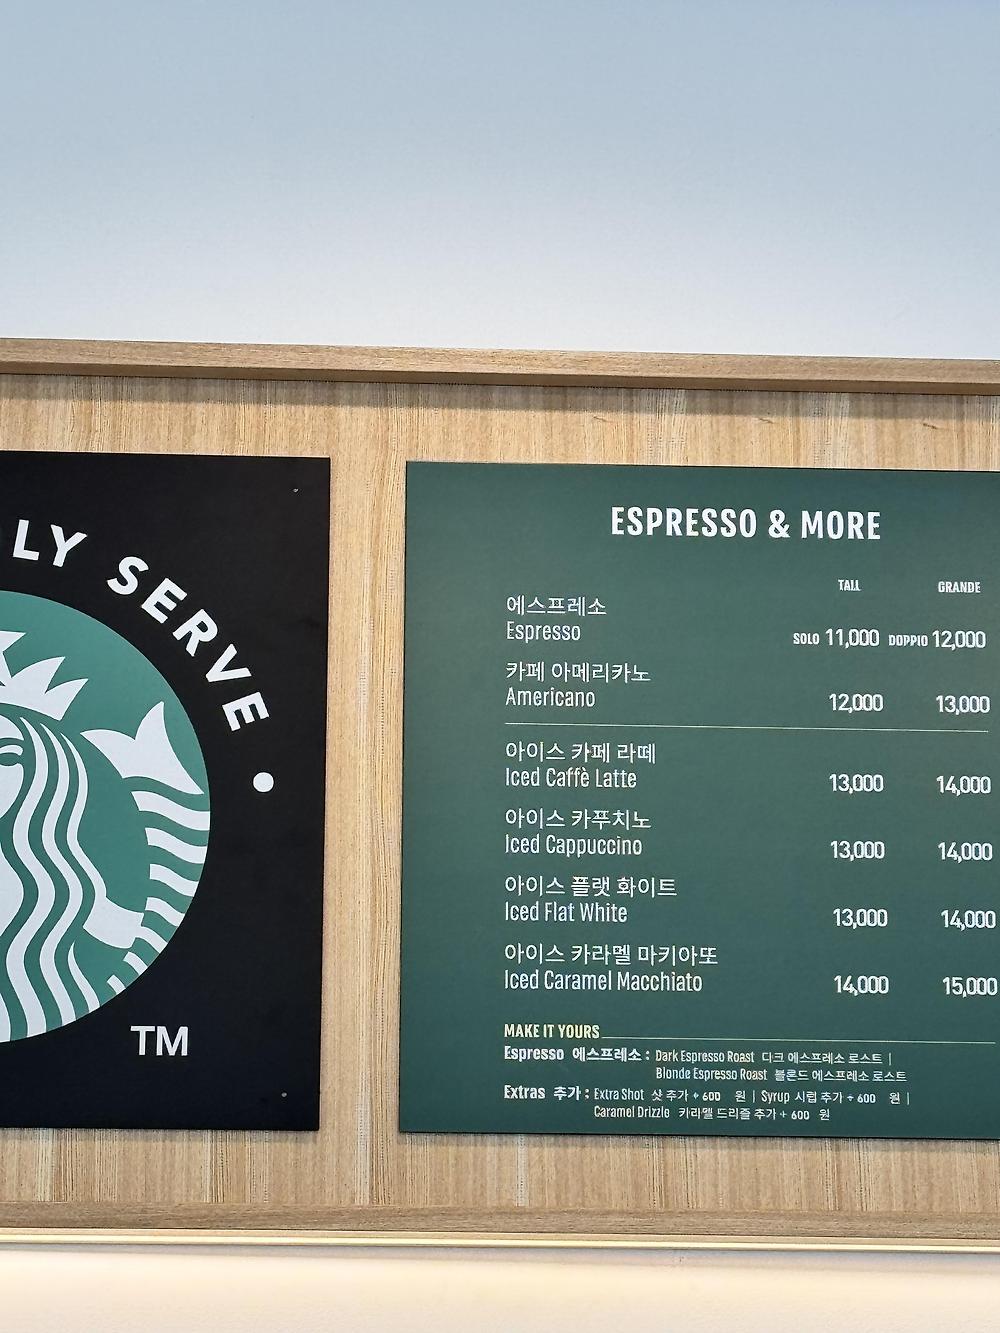 LY SERVE
TM
ESPRESSO & MORE
TALL GRANDE
에스프레소
Espresso SOLO 11,000 DOPPIO 12,000
카페 아메리카노
Americano 12,000 13,000
아이스 카페 라떼
Iced Caffè Latte 13,000 14,000
아이스 카푸치노
Iced Cappuccino 13,000 14,000
아이스 플랫 화이트
Iced Flat White 13,000 14,000
아이스 카라멜 마키아또
Iced Caramel Macchiato 14,000 15,000
MAKE IT YOURS
Espresso 에스프레소 : Dark Espresso Roast 다크 에스프레소 로스트 |
Blonde Espresso Roast 블론드 에스프레소 로스트
Extras 추가 : Extra Shot 샷 추가 + 600 원 | Syrup 시럽 추가 + 600 원 |
Caramel Drizzle 카라멜 드리즐 추가 + 600 원